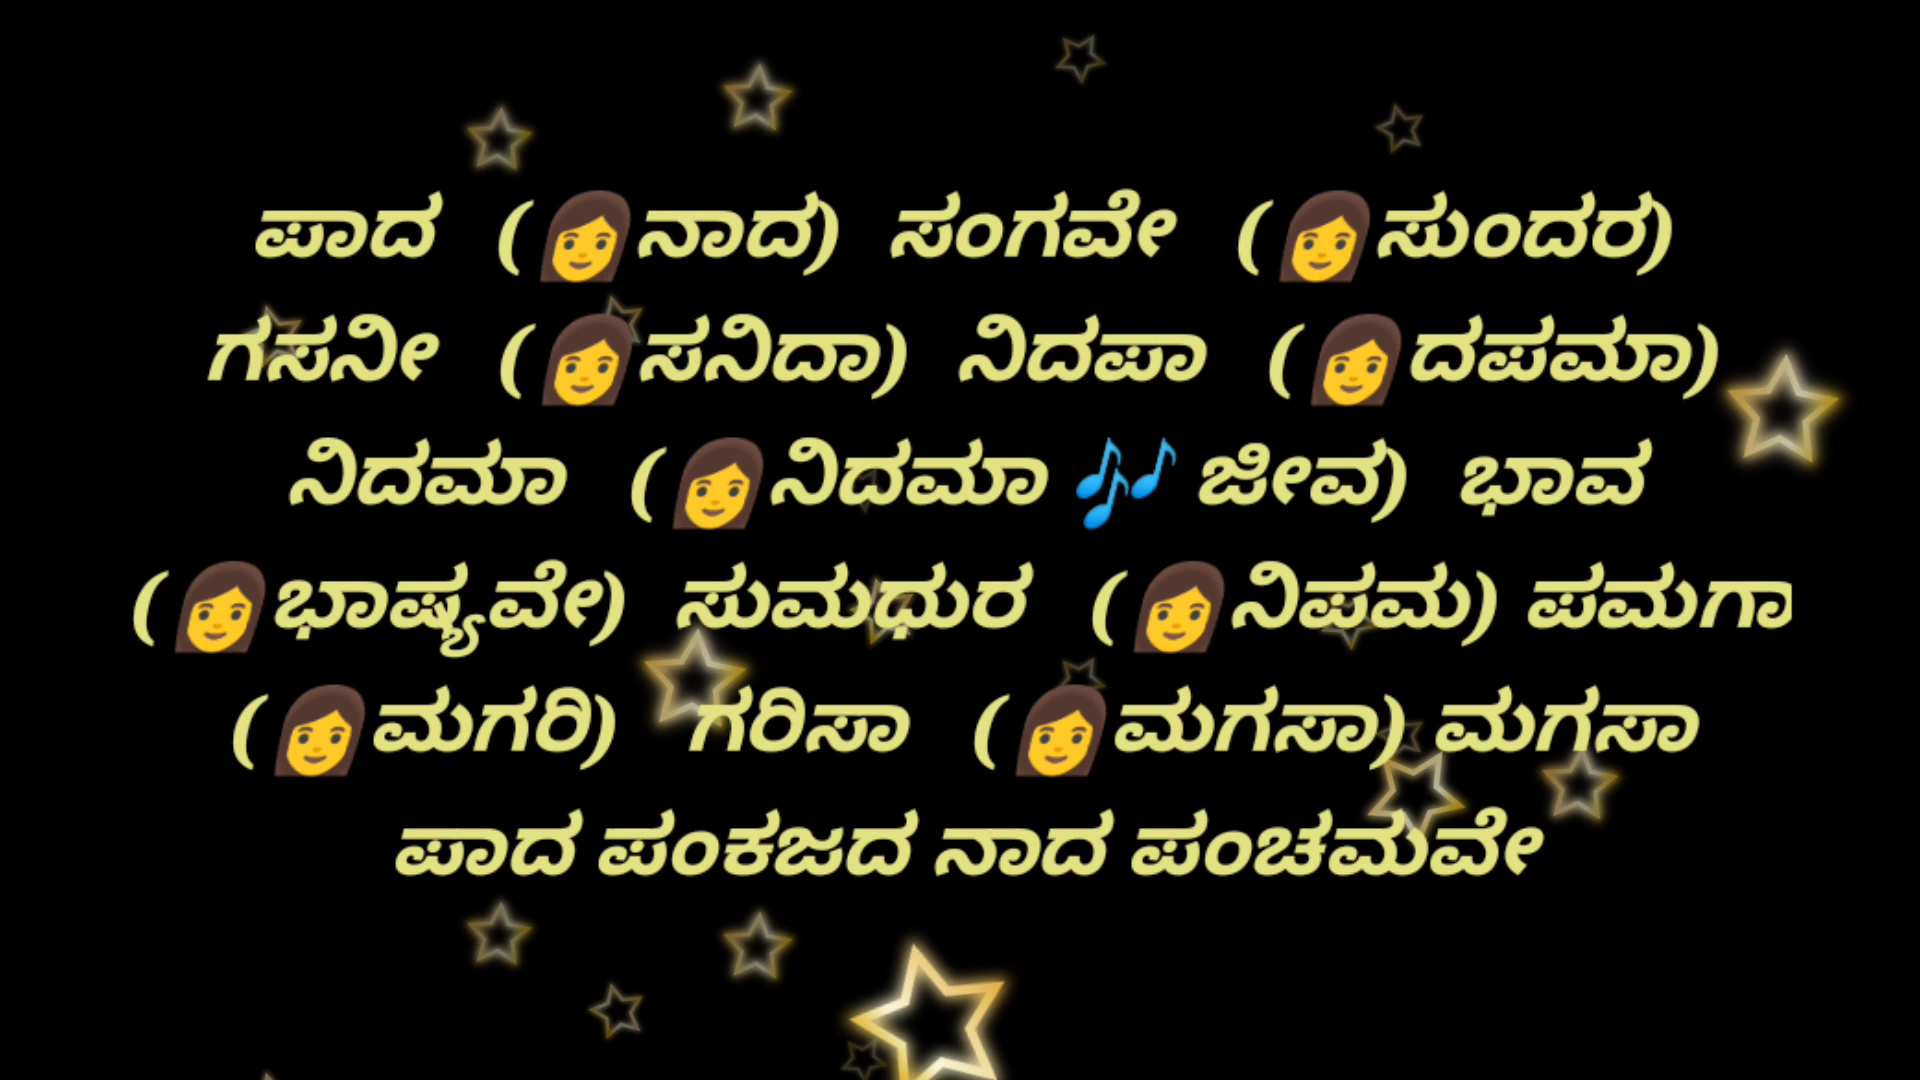 ಪಾದ (👩ನಾದ) ಸಂಗವೇ (👩ಸುಂದರ)
ಗಸನೀ (👩ಸನಿದಾ) ನಿದಪಾ (👩ದಪಮಾ)
ನಿದಮಾ (👩ನಿದಮಾ 🎶 ಜೀವ) ಭಾವ
(👩ಭಾಷ್ಯವೇ) ಸುಮಧುರ (👩ನಿಪಮ) ಪಮಗಾ
(👩ಮಗರಿ) ಗರಿಸಾ (👩ಮಗಸಾ) ಮಗಸಾ
ಪಾದ ಪಂಕಜದ ನಾದ ಪಂಚಮವೇ